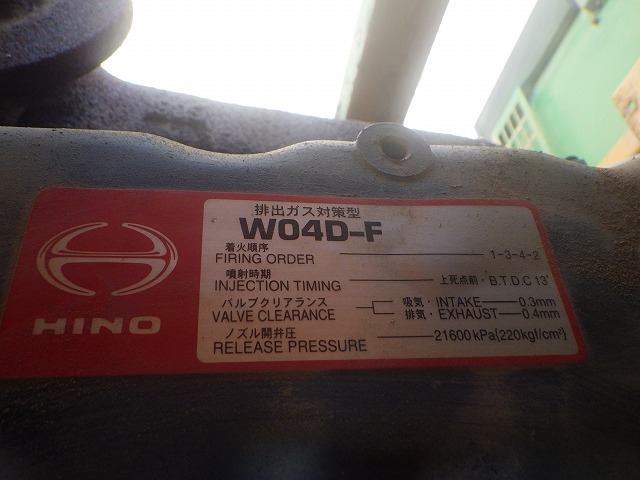 HINO
排出ガス対策型
W04D-F
着火順序
FIRING ORDER 1-3-4-2
噴射時期
INJECTION TIMING 上死点前・B.T.D.C 13°
バルブクリアランス 吸気・INTAKE 0.3mm
VALVE CLEARANCE 排気・EXHAUST 0.4mm
ノズル開弁圧
RELEASE PRESSURE 21600 kPa{220kgf/cm²}